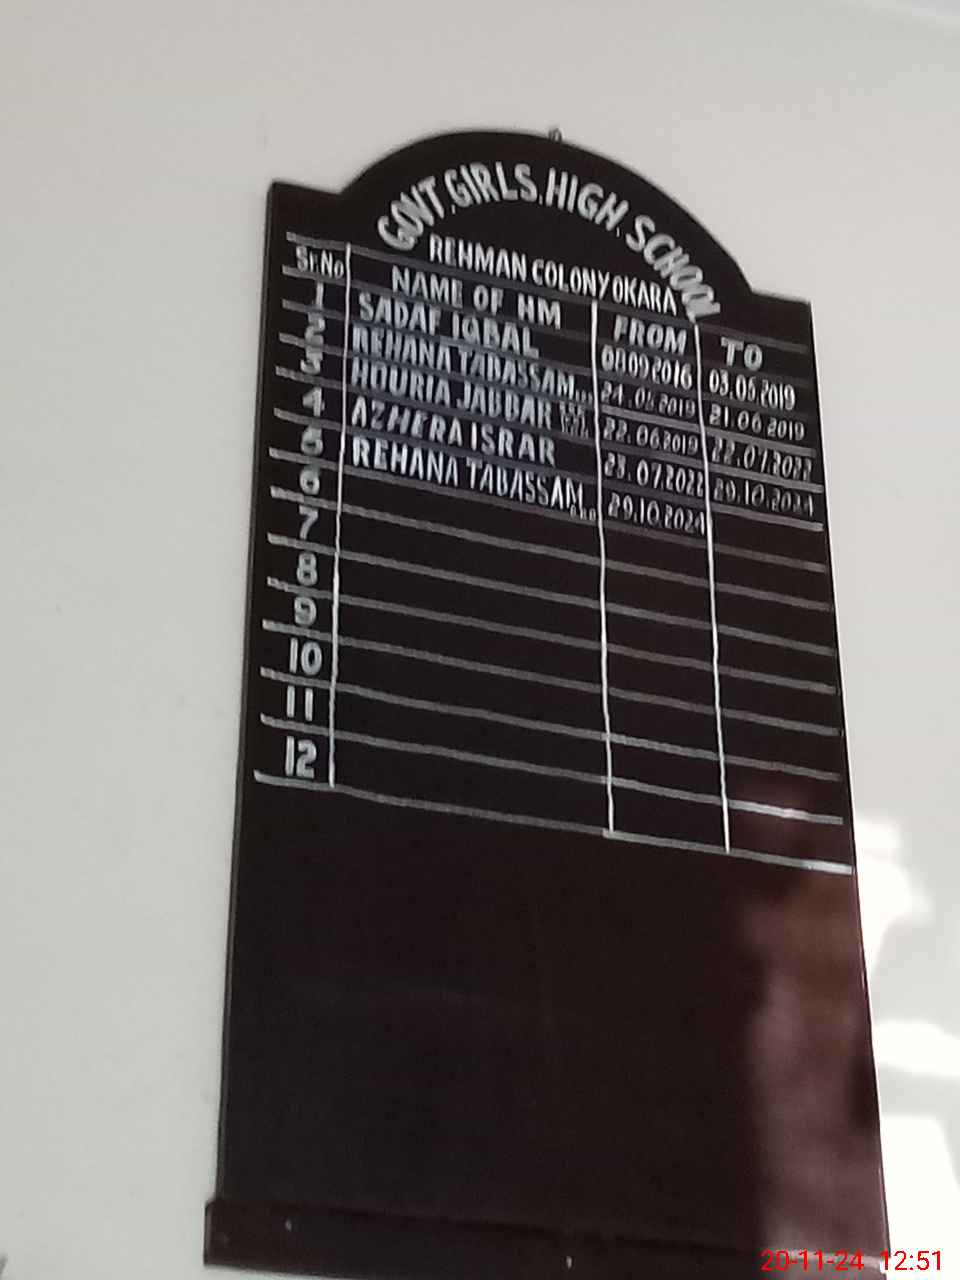 GOVT. GIRLS. HIGH. SCHOOL
REHMAN COLONY OKARA
Sr.No NAME OF HM FROM TO
1 SADAF IQBAL 08.09.2016 03.05.2019
2 REHANA TABASSAM 24.05.2019 21.06.2019
3 HOURIA JABBAR 22.06.2019 22.07.2022
4 AZHERA ISRAR 23.07.2022 29.10.2024
5 REHANA TABASSAM 29.10.2024
6
7
8
9
10
11
12
20-11-24 12:51